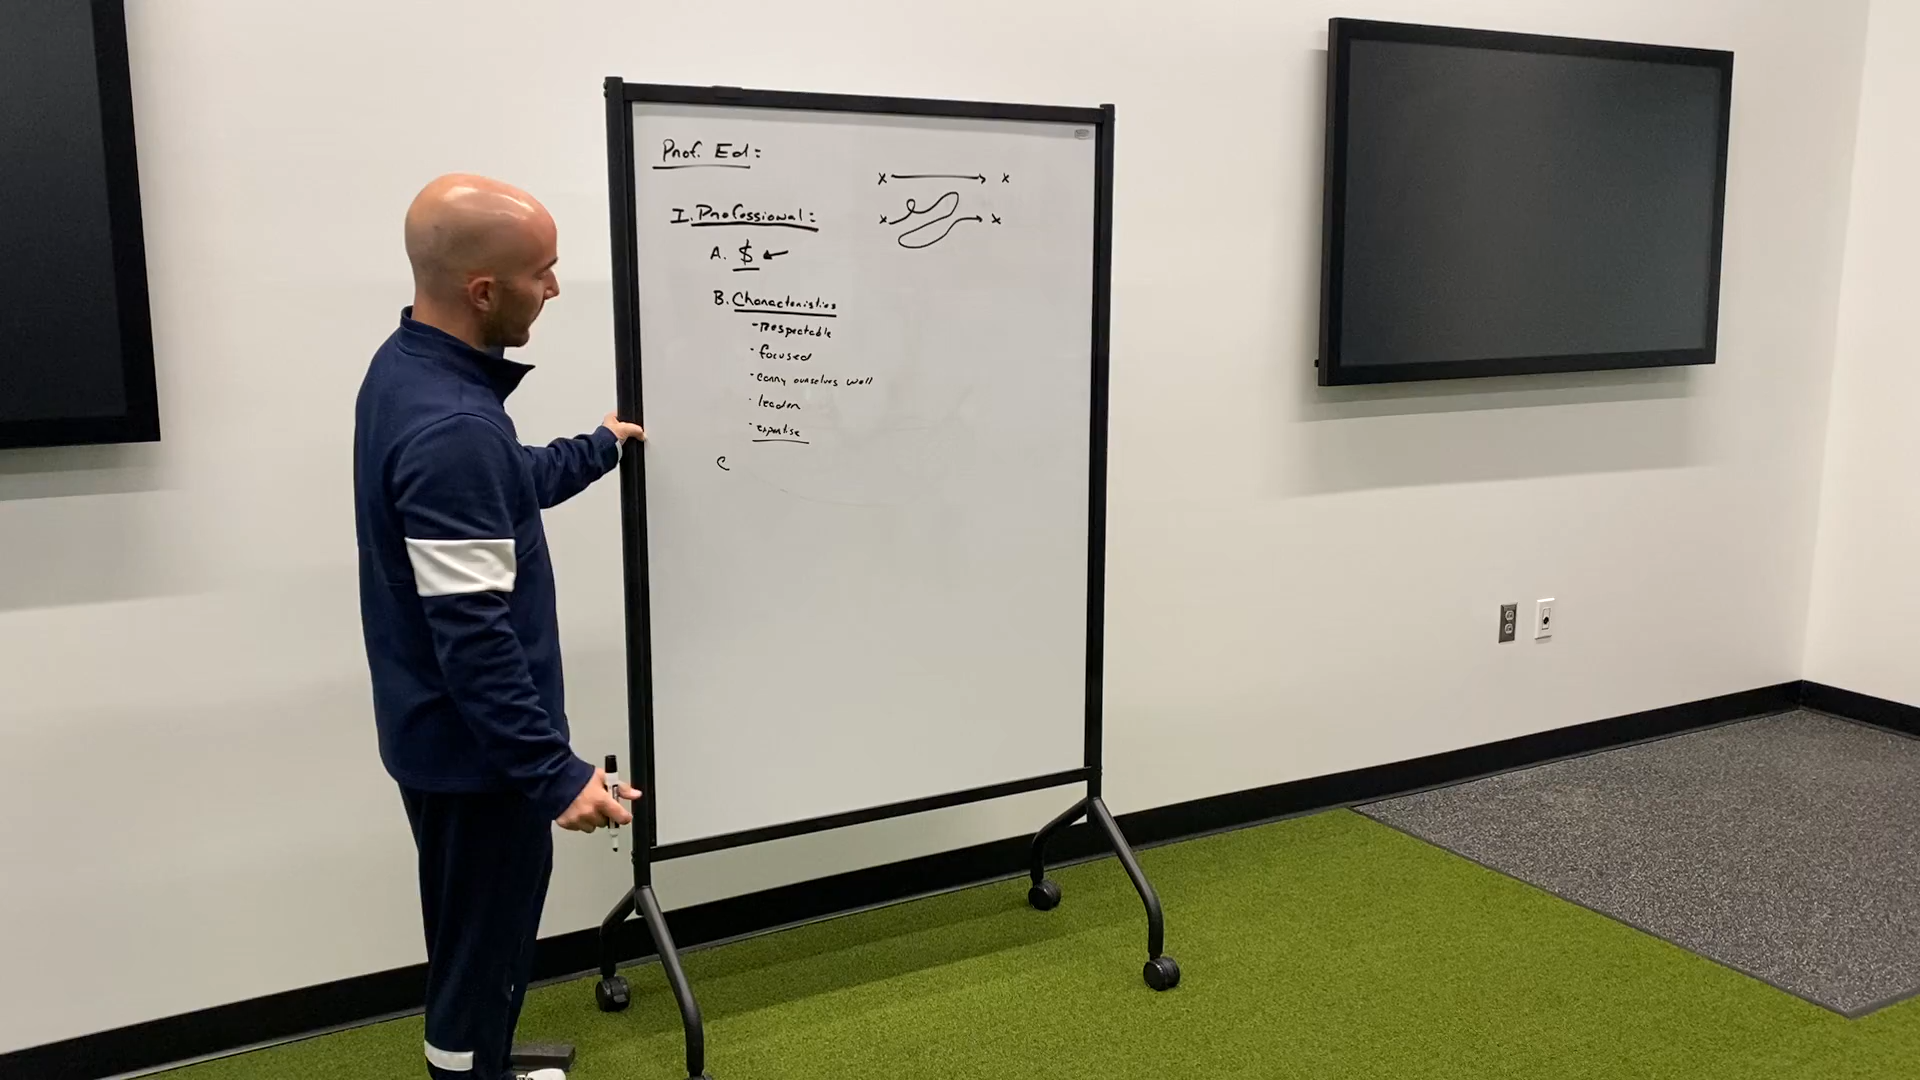 Prof. Ed:
x → x
I. Professional:
x → x
A. $ ←
B. Characteristics
- Respectable
- focused
- carry ourselves well
- leader
- expertise
C